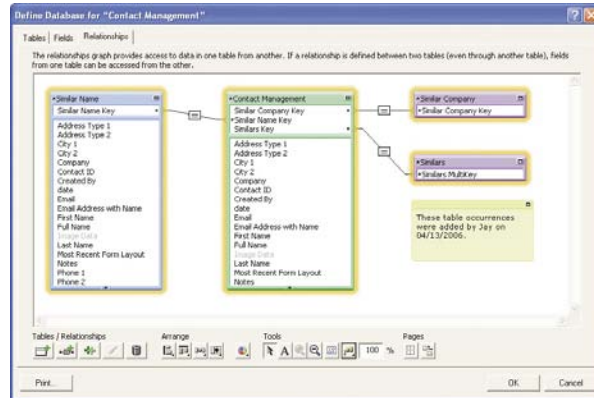 Define Database for "Contact Management"
Tables Fields Relationships
The relationships graph provides access to data in one table from another. If a relationship is defined between two tables (even through another table), fields
from one table can be accessed from the other.
Similar Name
Similar Name Key
Address Type 1
Address Type 2
City 1
City 2
Company
Contact ID
Created By
date
Email
Email Address with Name
First Name
Full Name
Image Data
Last Name
Most Recent Form Layout
Notes
Phone 1
Phone 2
Contact Management
Similar Company Key
Similar Name Key
Similars Key
Address Type 1
Address Type 2
City 1
City 2
Company
Contact ID
Created By
date
Email
Email Address with Name
First Name
Full Name
Image Data
Last Name
Most Recent Form Layout
Notes
Similar Company
Similar Company Key
Similars
Similars MultiKey
These table occurrences
were added by Jay on
04/13/2006.
Tables / Relationships Arrange Tools Pages
A 100 %
Print... OK Cancel